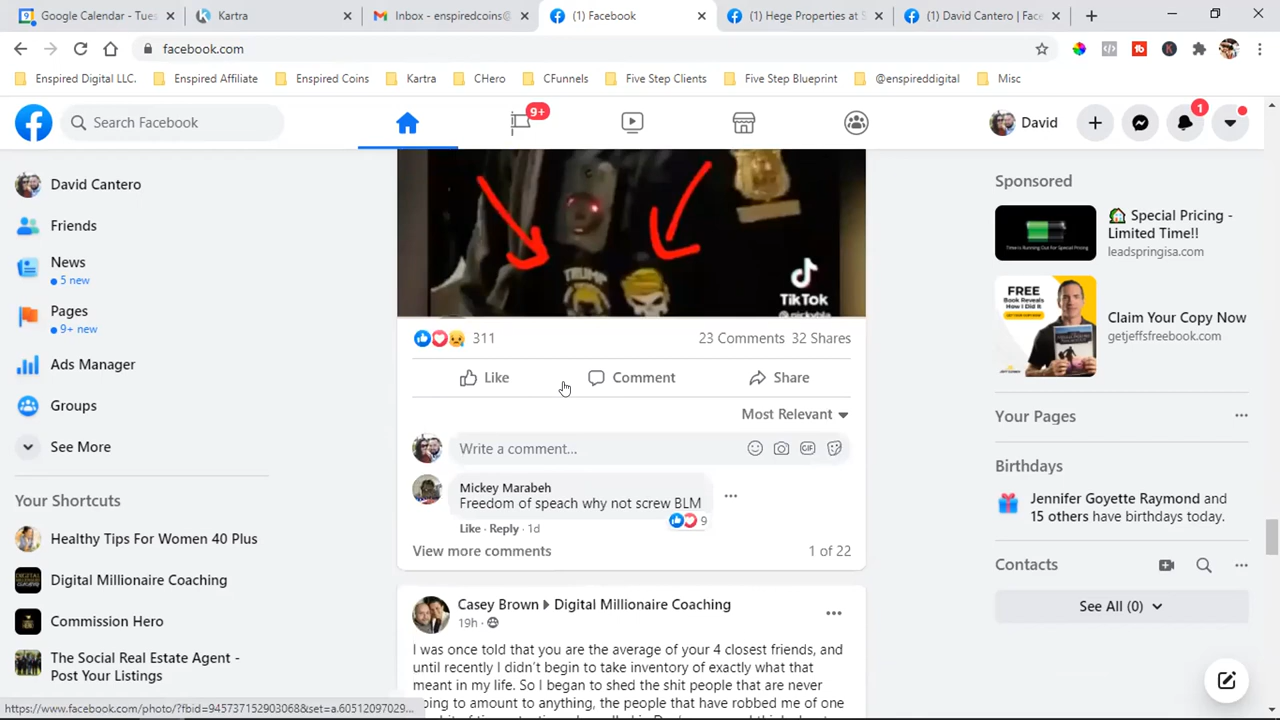 Google Calendar - Tues
Kartra
Inbox - enspiredcoins@
(1) Facebook
(1) Hege Properties at S
(1) David Cantero | Face
facebook.com
Enspired Digital LLC.
Enspired Affiliate
Enspired Coins
Kartra
CHero
CFunnels
Five Step Clients
Five Step Blueprint
@enspireddigital
Misc
Search Facebook
9+
David
1
David Cantero
Friends
News
5 new
Pages
9+ new
Ads Manager
Groups
See More
Your Shortcuts
Healthy Tips For Women 40 Plus
Digital Millionaire Coaching
Commission Hero
The Social Real Estate Agent -
Post Your Listings
TRUMP
TikTok
311
23 Comments 32 Shares
Like
Comment
Share
Most Relevant
Write a comment...
GIF
Mickey Marabeh
Freedom of speach why not screw BLM
9
Like · Reply · 1d
View more comments
1 of 22
Casey Brown
Digital Millionaire Coaching
19h ·
I was once told that you are the average of your 4 closest friends, and
until recently I didn't begin to take inventory of exactly what that
meant in my life. So I began to shed the shit people that are never
going to amount to anything, the people that have robbed me of one
Sponsored
Special Pricing -
Limited Time!!
leadspringisa.com
FREE
Book Reveals
How I Did It
Claim Your Copy Now
getjeffsfreebook.com
Your Pages
Birthdays
Jennifer Goyette Raymond and
15 others have birthdays today.
Contacts
See All (0)
https://www.facebook.com/photo/?fbid=945737152903068&set=a.60512097029...